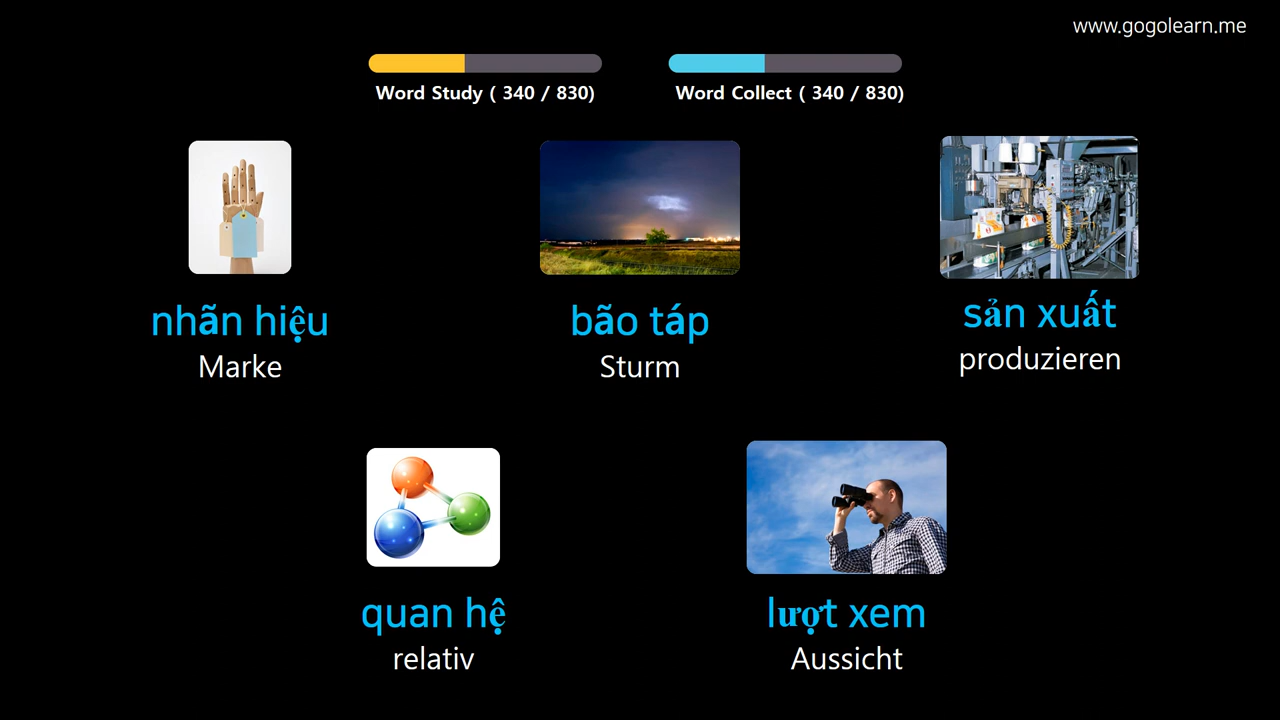 www.gogolearn.me
Word Study ( 340 / 830)
Word Collect ( 340 / 830)
nhãn hiệu
Marke
bão táp
Sturm
sản xuất
produzieren
quan hệ
relativ
lượt xem
Aussicht